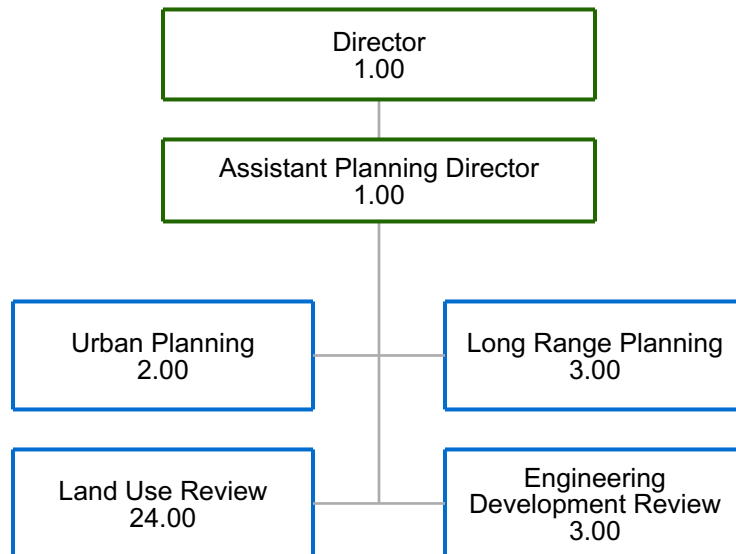 Director
1.00
Assistant Planning Director
1.00
Urban Planning
2.00
Long Range Planning
3.00
Land Use Review
24.00
Engineering
Development Review
3.00